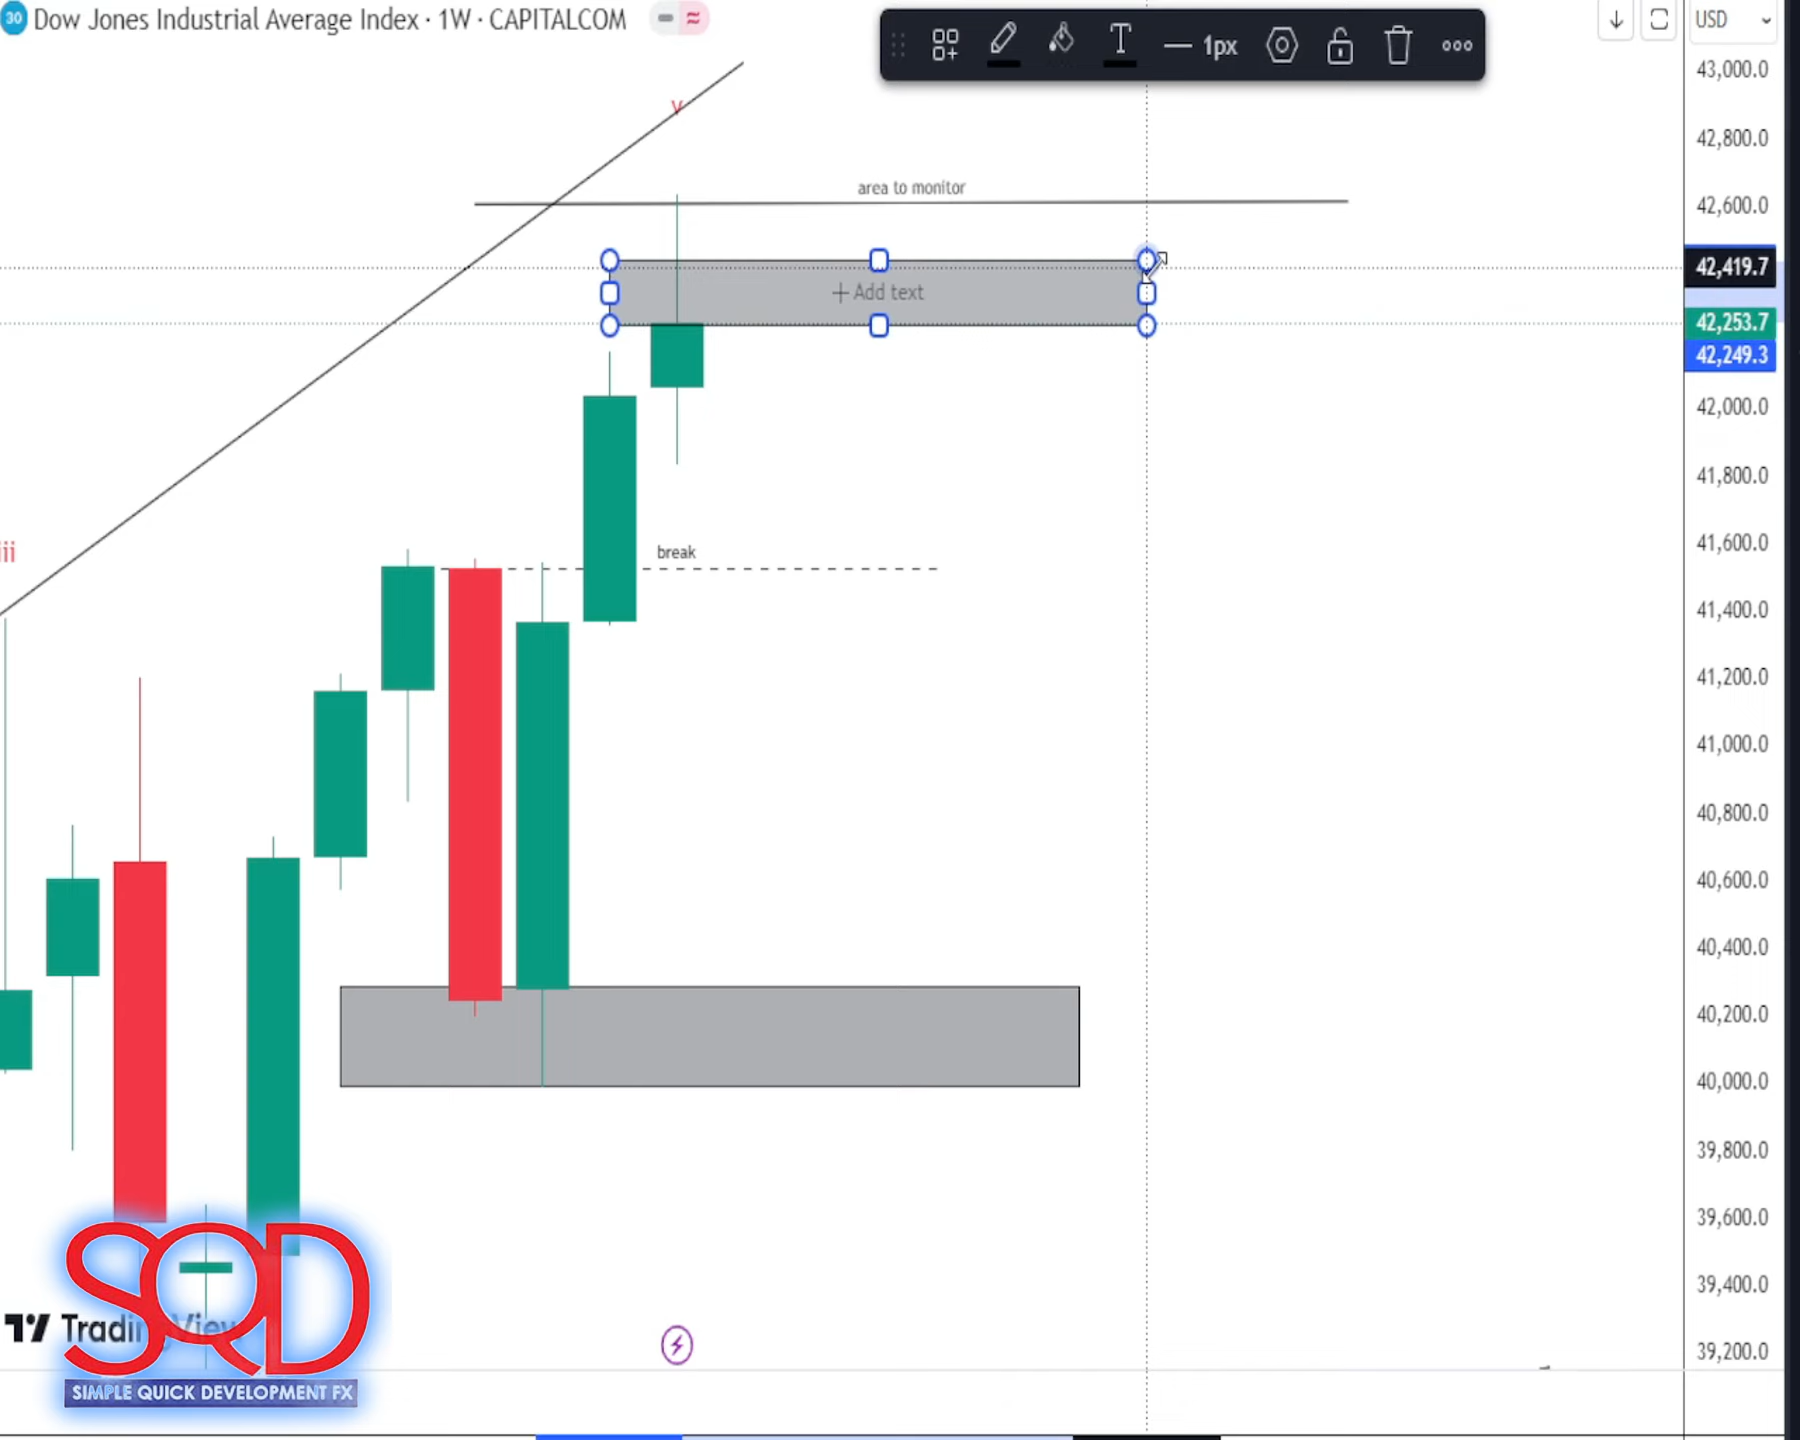 30 Dow Jones Industrial Average Index · 1W · CAPITALCOM
T 1px
USD
43,000.0
v
42,800.0
area to monitor
42,600.0
42,419.7
+ Add text
42,253.7
42,249.3
42,000.0
41,800.0
break
41,600.0
iii
41,400.0
41,200.0
41,000.0
40,800.0
40,600.0
40,400.0
40,200.0
40,000.0
39,800.0
39,600.0
39,400.0
SQD
TradingView
39,200.0
SIMPLE QUICK DEVELOPMENT FX